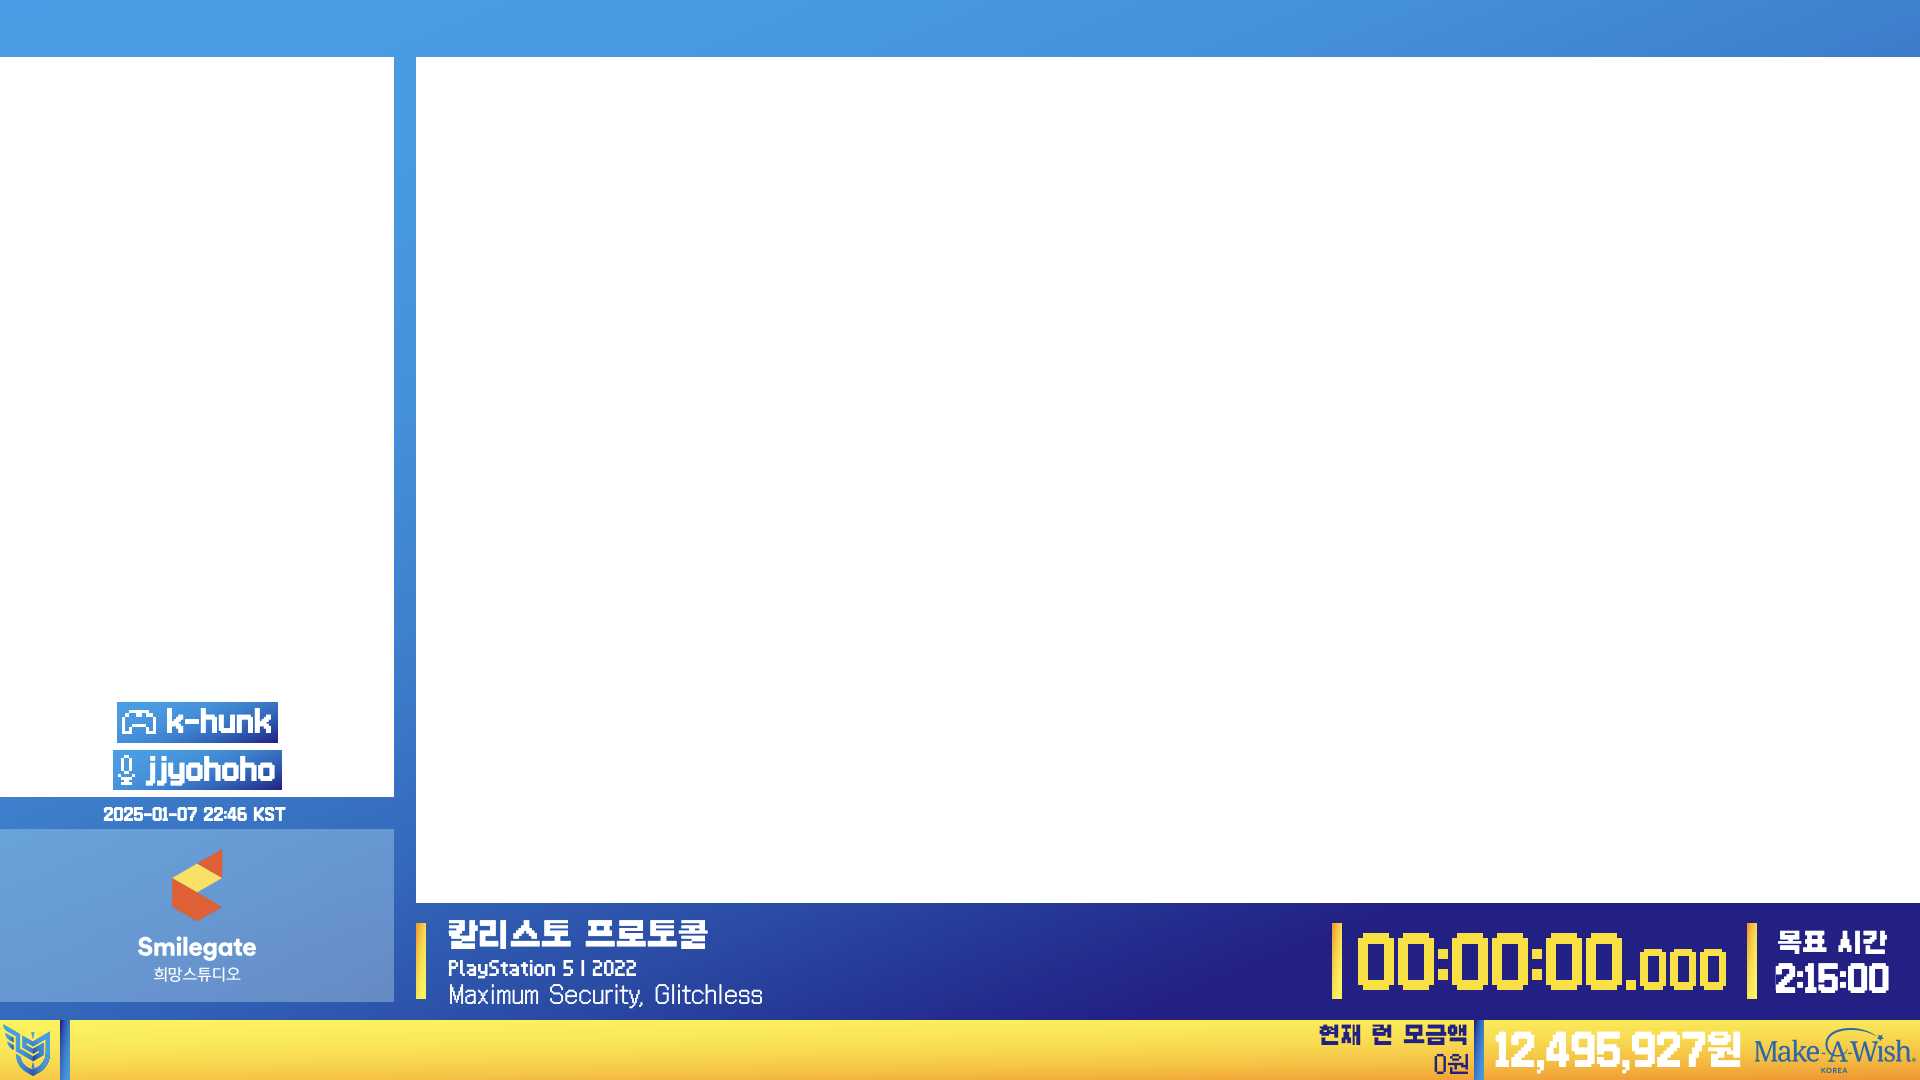 k-hunk
jjyohoho
2025-01-07 22:46 KST
Smilegate
희망스튜디오
칼리스토 프로토콜
PlayStation 5 | 2022
Maximum Security, Glitchless
00:00:00.000
목표 시간
2:15:00
현재 런 모금액
0원
12,495,927원
Make-A-Wish®
KOREA